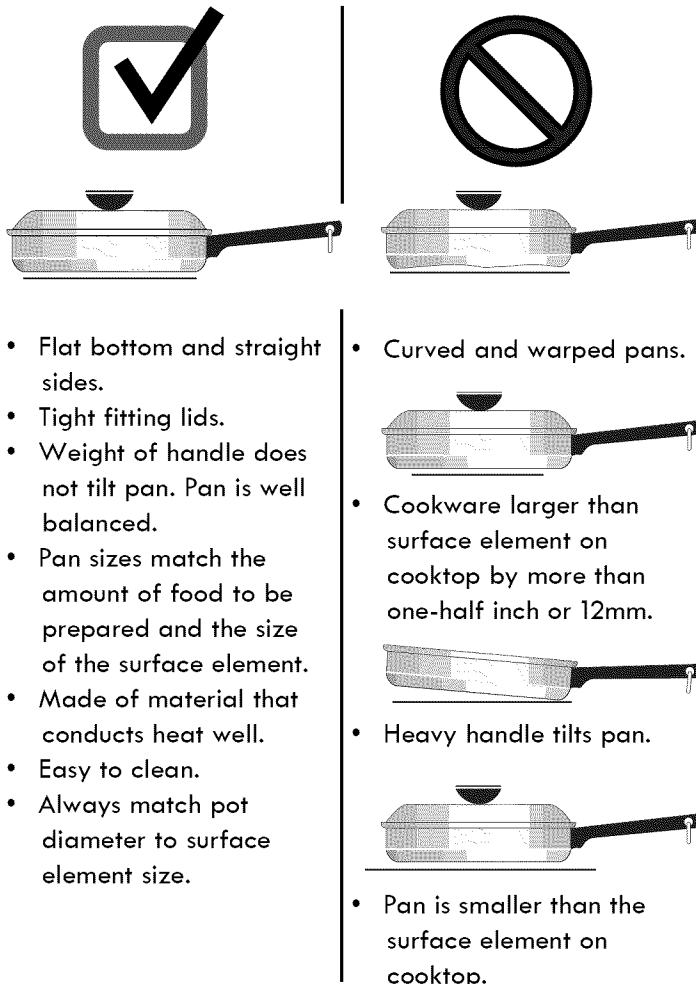 • Flat bottom and straight
sides.
• Tight fitting lids.
• Weight of handle does
not tilt pan. Pan is well
balanced.
• Pan sizes match the
amount of food to be
prepared and the size
of the surface element.
• Made of material that
conducts heat well.
• Easy to clean.
• Always match pot
diameter to surface
element size.
• Curved and warped pans.
• Cookware larger than
surface element on
cooktop by more than
one-half inch or 12mm.
• Heavy handle tilts pan.
• Pan is smaller than the
surface element on
cooktop.